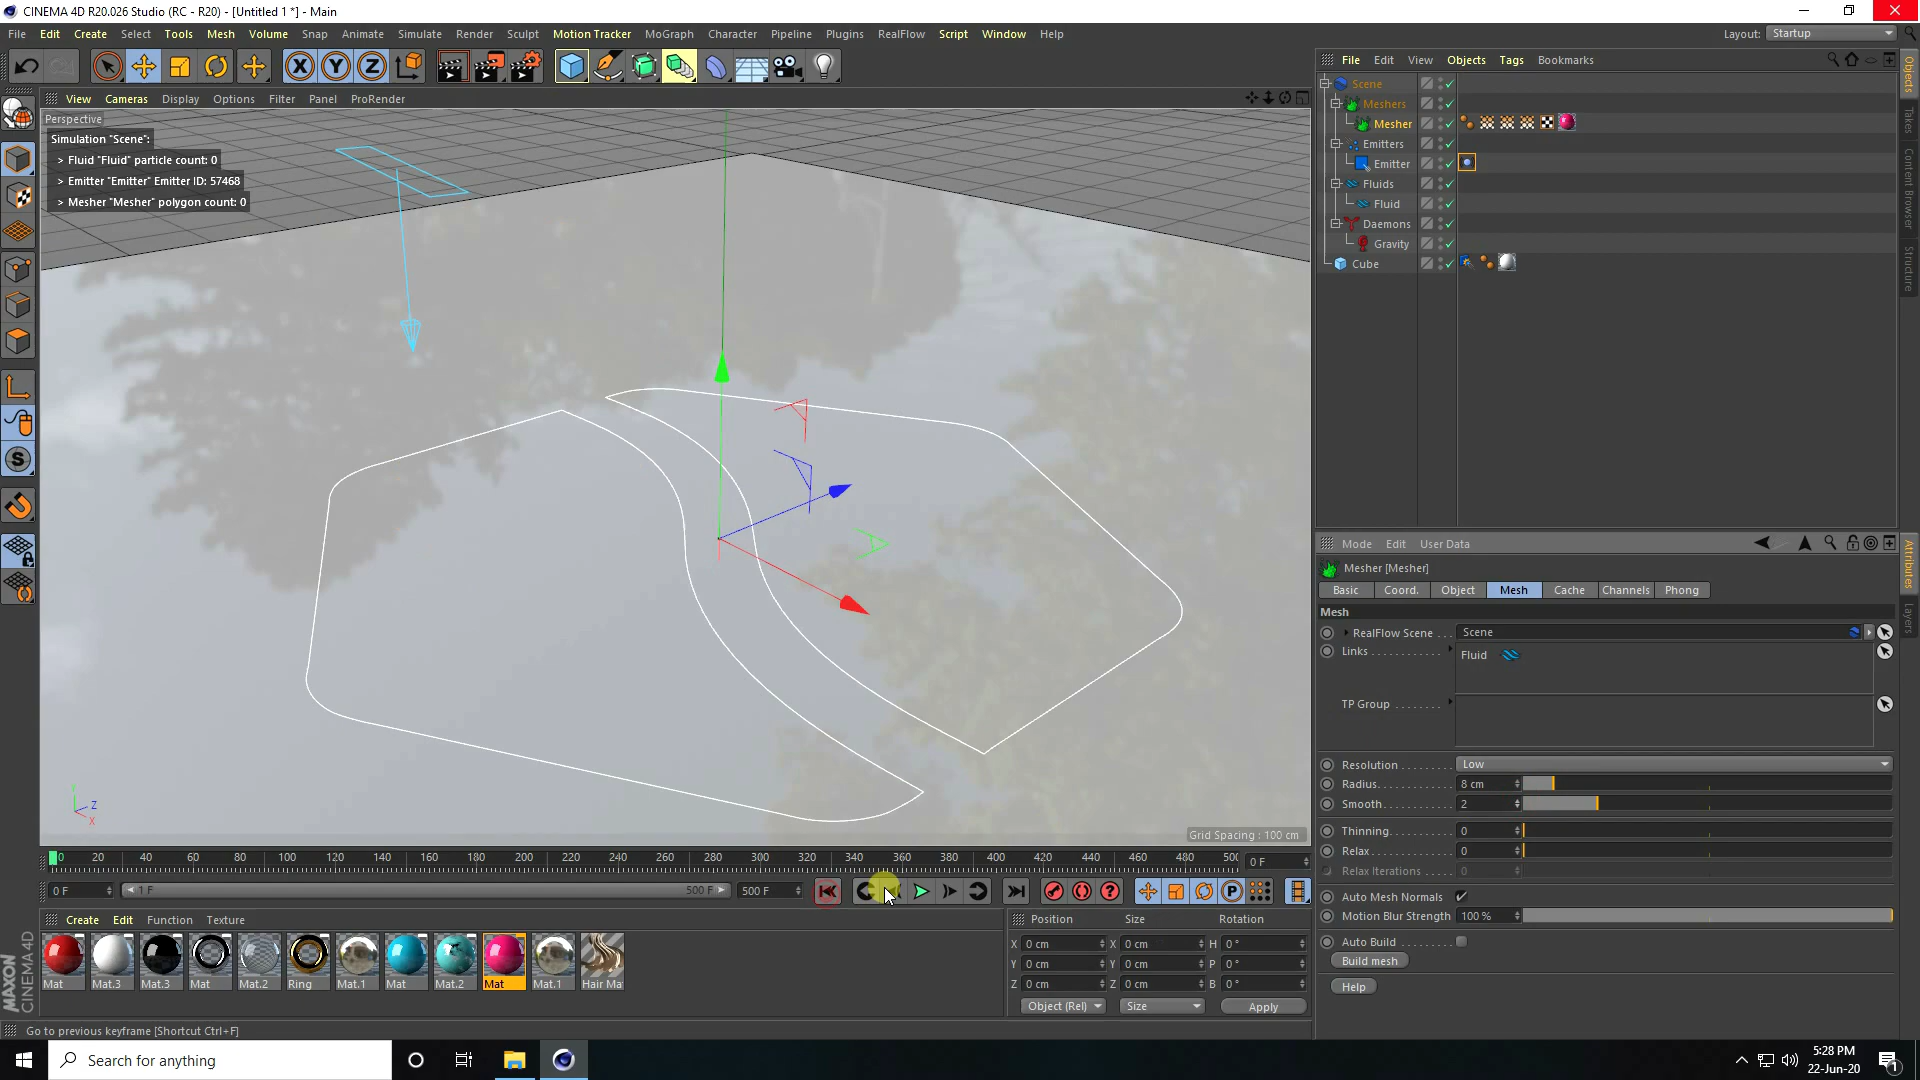 CINEMA 4D R20.026 Studio (RC - R20) - [Untitled 1 *] - Main
File Edit Create Select Tools Mesh Volume Snap Animate Simulate Render Sculpt Motion Tracker MoGraph Character Pipeline Plugins RealFlow Script Window Help
Layout: Startup
View Cameras Display Options Filter Panel ProRender
File Edit View Objects Tags Bookmarks
Perspective
Simulation "Scene":
> Fluid "Fluid" particle count: 0
> Emitter "Emitter" Emitter ID: 57468
> Mesher "Mesher" polygon count: 0
Scene
Meshers
Mesher
Emitters
Emitter
Fluids
Fluid
Daemons
Gravity
Cube
Objects
Takes
Content Browser
Structure
Mode Edit User Data
Mesher [Mesher]
Basic Coord. Object Mesh Cache Channels Phong
Mesh
RealFlow Scene . . . Scene
Links . . . . . . . . . . Fluid
TP Group . . . . . . . .
Resolution . . . . . . . Low
Radius. . . . . . . . . . 8 cm
Smooth. . . . . . . . . 2
Thinning. . . . . . . . . 0
Relax . . . . . . . . . . . 0
Relax Iterations . . . 0
Auto Mesh Normals
Motion Blur Strength 100 %
Auto Build . . . . . . . .
Build mesh
Help
Attributes
Layers
Y
Z
X
Grid Spacing : 100 cm
0 20 40 60 80 100 120 140 160 180 200 220 240 260 280 300 320 340 360 380 400 420 440 460 480 500
0 F
0 F 1 F 500 F 500 F
Create Edit Function Texture
Mat Mat.3 Mat.3 Mat Mat.2 Ring Mat.1 Mat Mat.2 Mat Mat.1 Hair Ma
Position Size Rotation
X 0 cm X 0 cm H 0 °
Y 0 cm Y 0 cm P 0 °
Z 0 cm Z 0 cm B 0 °
Object (Rel) Size Apply
MAXON
CINEMA 4D
Go to previous keyframe [Shortcut Ctrl+F]
Search for anything
5:28 PM
22-Jun-20
1